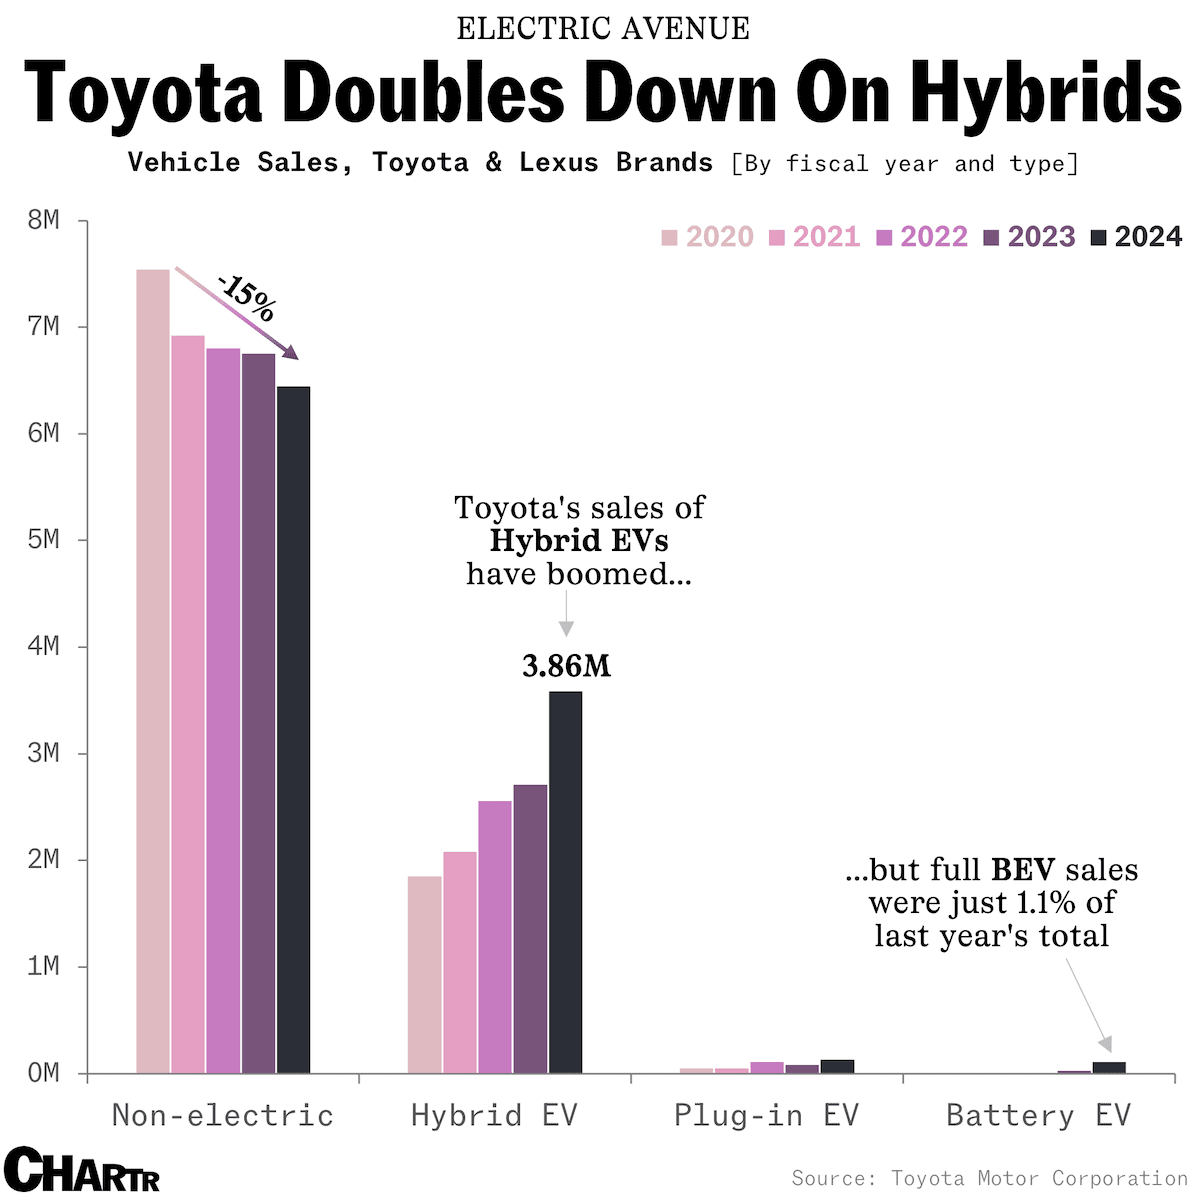 ELECTRIC AVENUE
Toyota Doubles Down On Hybrids
Vehicle Sales, Toyota & Lexus Brands [By fiscal year and type]
8M
2020 2021 2022 2023 2024
-15%
7M
6M
Toyota's sales of
Hybrid EVs
have boomed...
5M
4M
3.86M
3M
2M
...but full BEV sales
were just 1.1% of
last year's total
1M
0M
Non-electric Hybrid EV Plug-in EV Battery EV
CHARTR
Source: Toyota Motor Corporation